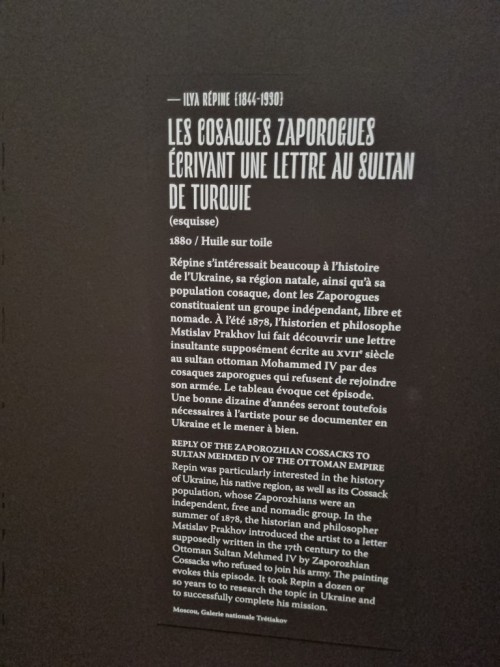 — ILYA RÉPINE (1844-1930)
LES COSAQUES ZAPOROGUES
ÉCRIVANT UNE LETTRE AU SULTAN
DE TURQUIE
(esquisse)
1880 / Huile sur toile
Répine s'intéressait beaucoup à l'histoire
de l'Ukraine, sa région natale, ainsi qu'à sa
population cosaque, dont les Zaporogues
constituaient un groupe indépendant, libre et
nomade. À l'été 1878, l'historien et philosophe
Mstislav Prakhov lui fait découvrir une lettre
insultante supposément écrite au XVIIe siècle
au sultan ottoman Mohammed IV par des
cosaques zaporogues qui refusent de rejoindre
son armée. Le tableau évoque cet épisode.
Une bonne dizaine d'années seront toutefois
nécessaires à l'artiste pour se documenter en
Ukraine et le mener à bien.
REPLY OF THE ZAPOROZHIAN COSSACKS TO
SULTAN MEHMED IV OF THE OTTOMAN EMPIRE
Repin was particularly interested in the history
of Ukraine, his native region, as well as its Cossack
population, whose Zaporozhians were an
independent, free and nomadic group. In the
summer of 1878, the historian and philosopher
Mstislav Prakhov introduced the artist to a letter
supposedly written in the 17th century to the
Ottoman Sultan Mehmed IV by Zaporozhian
Cossacks who refused to join his army. The painting
evokes this episode. It took Repin a dozen or
so years to to research the topic in Ukraine and
to successfully complete his mission.
Moscou, Galerie nationale Trétiakov